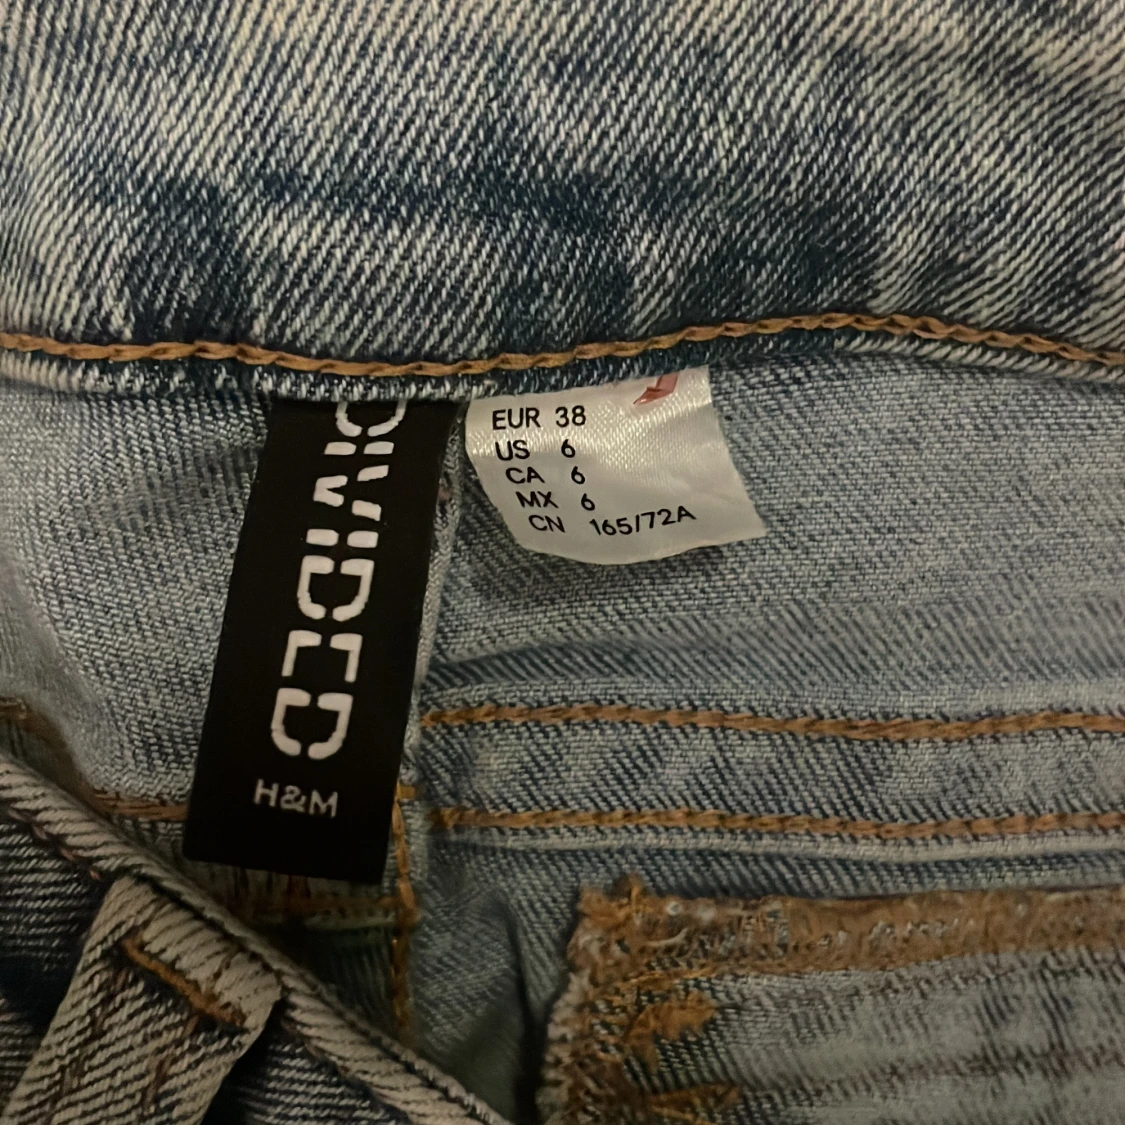 DIVIDED
H&M
EUR 38
US 6
CA 6
MX 6
CN 165/72A